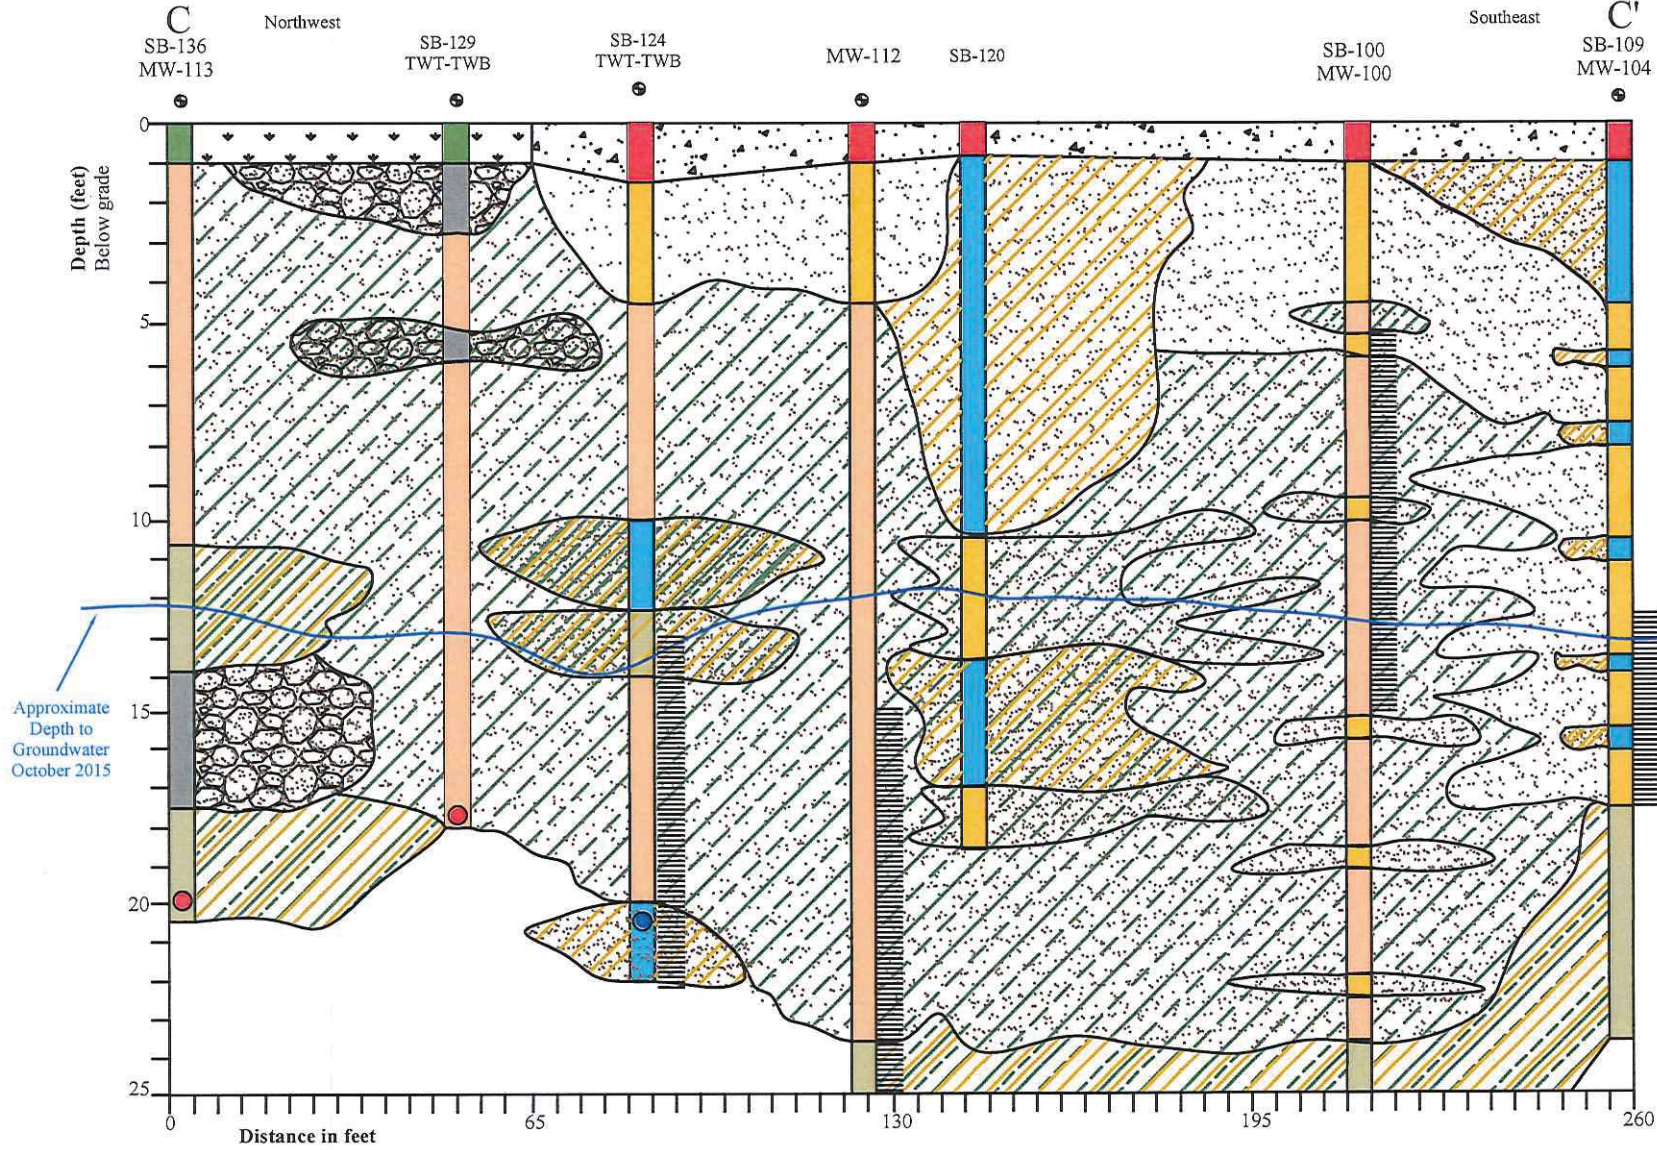 C
Northwest
Southeast
C'
SB-136
MW-113
SB-129
TWT-TWB
SB-124
TWT-TWB
MW-112
SB-120
SB-100
MW-100
SB-109
MW-104
Depth (feet)
Below grade
0
5
10
15
20
25
Approximate
Depth to
Groundwater
October 2015
0
65
130
195
260
Distance in feet